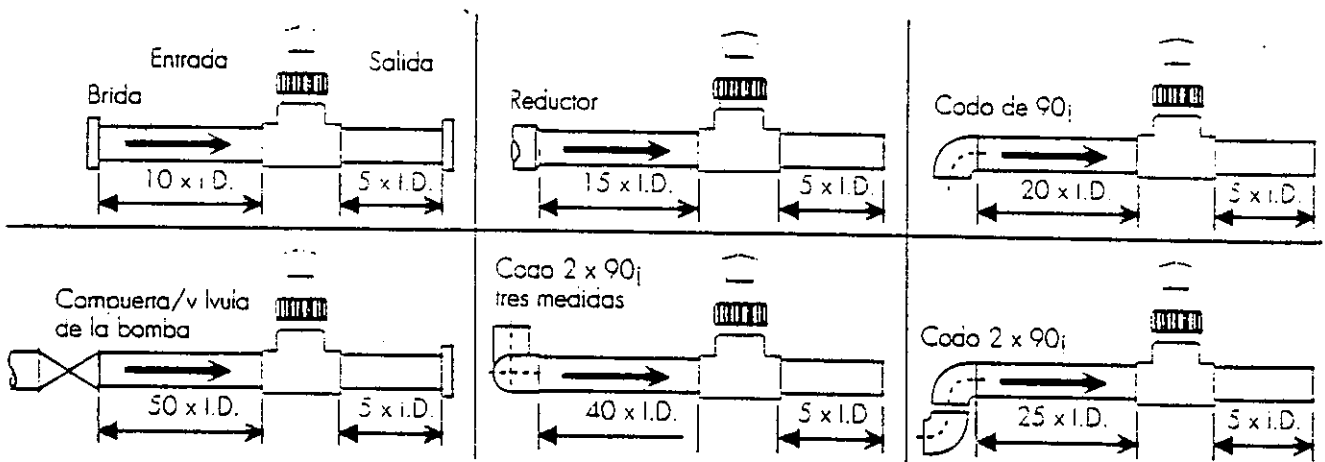 Entrada
Salida
Brida
10 x i.D.
5 x I.D.
Reductor
15 x I.D.
5 x I.D.
Codo de 90¡
20 x I.D.
5 x I.D.
Campuerta/v lvula
de la bomba
50 x I.D.
5 x i.D.
Codo 2 x 90¡
tres medidas
40 x I.D.
5 x I.D.
Codo 2 x 90¡
25 x I.D.
5 x I.D.